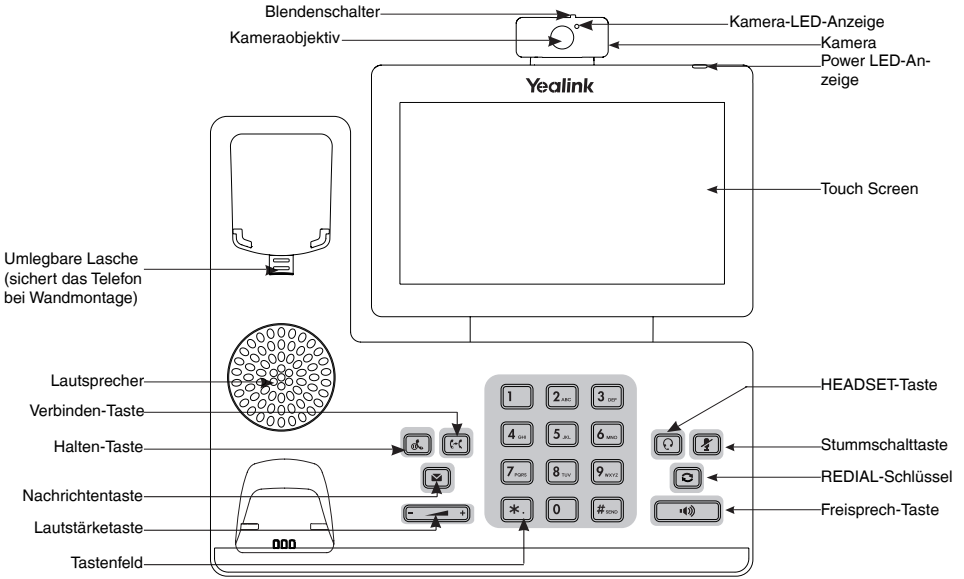 Blendenschalter
Kameraobjektiv
Kamera-LED-Anzeige
Kamera
Power LED-An-
zeige
Yealink
Touch Screen
Umlegbare Lasche
(sichert das Telefon
bei Wandmontage)
Lautsprecher
Verbinden-Taste
Halten-Taste
Nachrichtentaste
Lautstärketaste
Tastenfeld
1
2 ABC
3 DEF
4 GHI
5 JKL
6 MNO
7 PQRS
8 TUV
9 WXYZ
*.
0
# SEND
- +
HEADSET-Taste
Stummschalttaste
REDIAL-Schlüssel
Freisprech-Taste